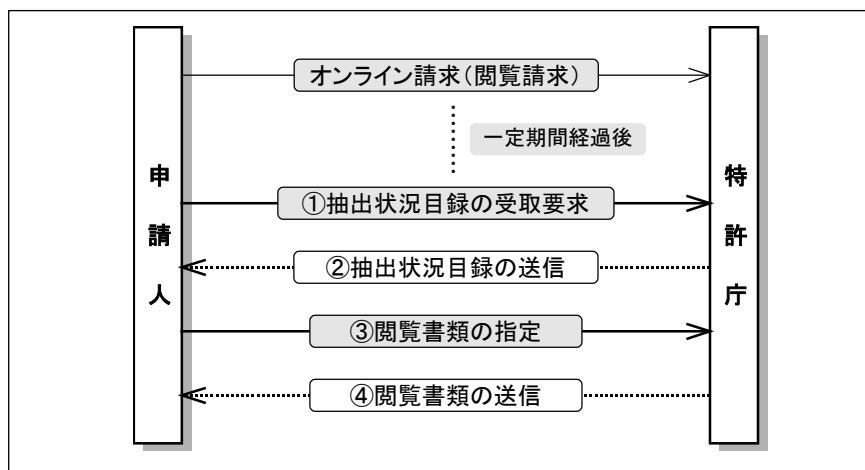 オンライン請求(閲覧請求)
一定期間経過後
申請人
特許庁
①抽出状況目録の受取要求
②抽出状況目録の送信
③閲覧書類の指定
④閲覧書類の送信